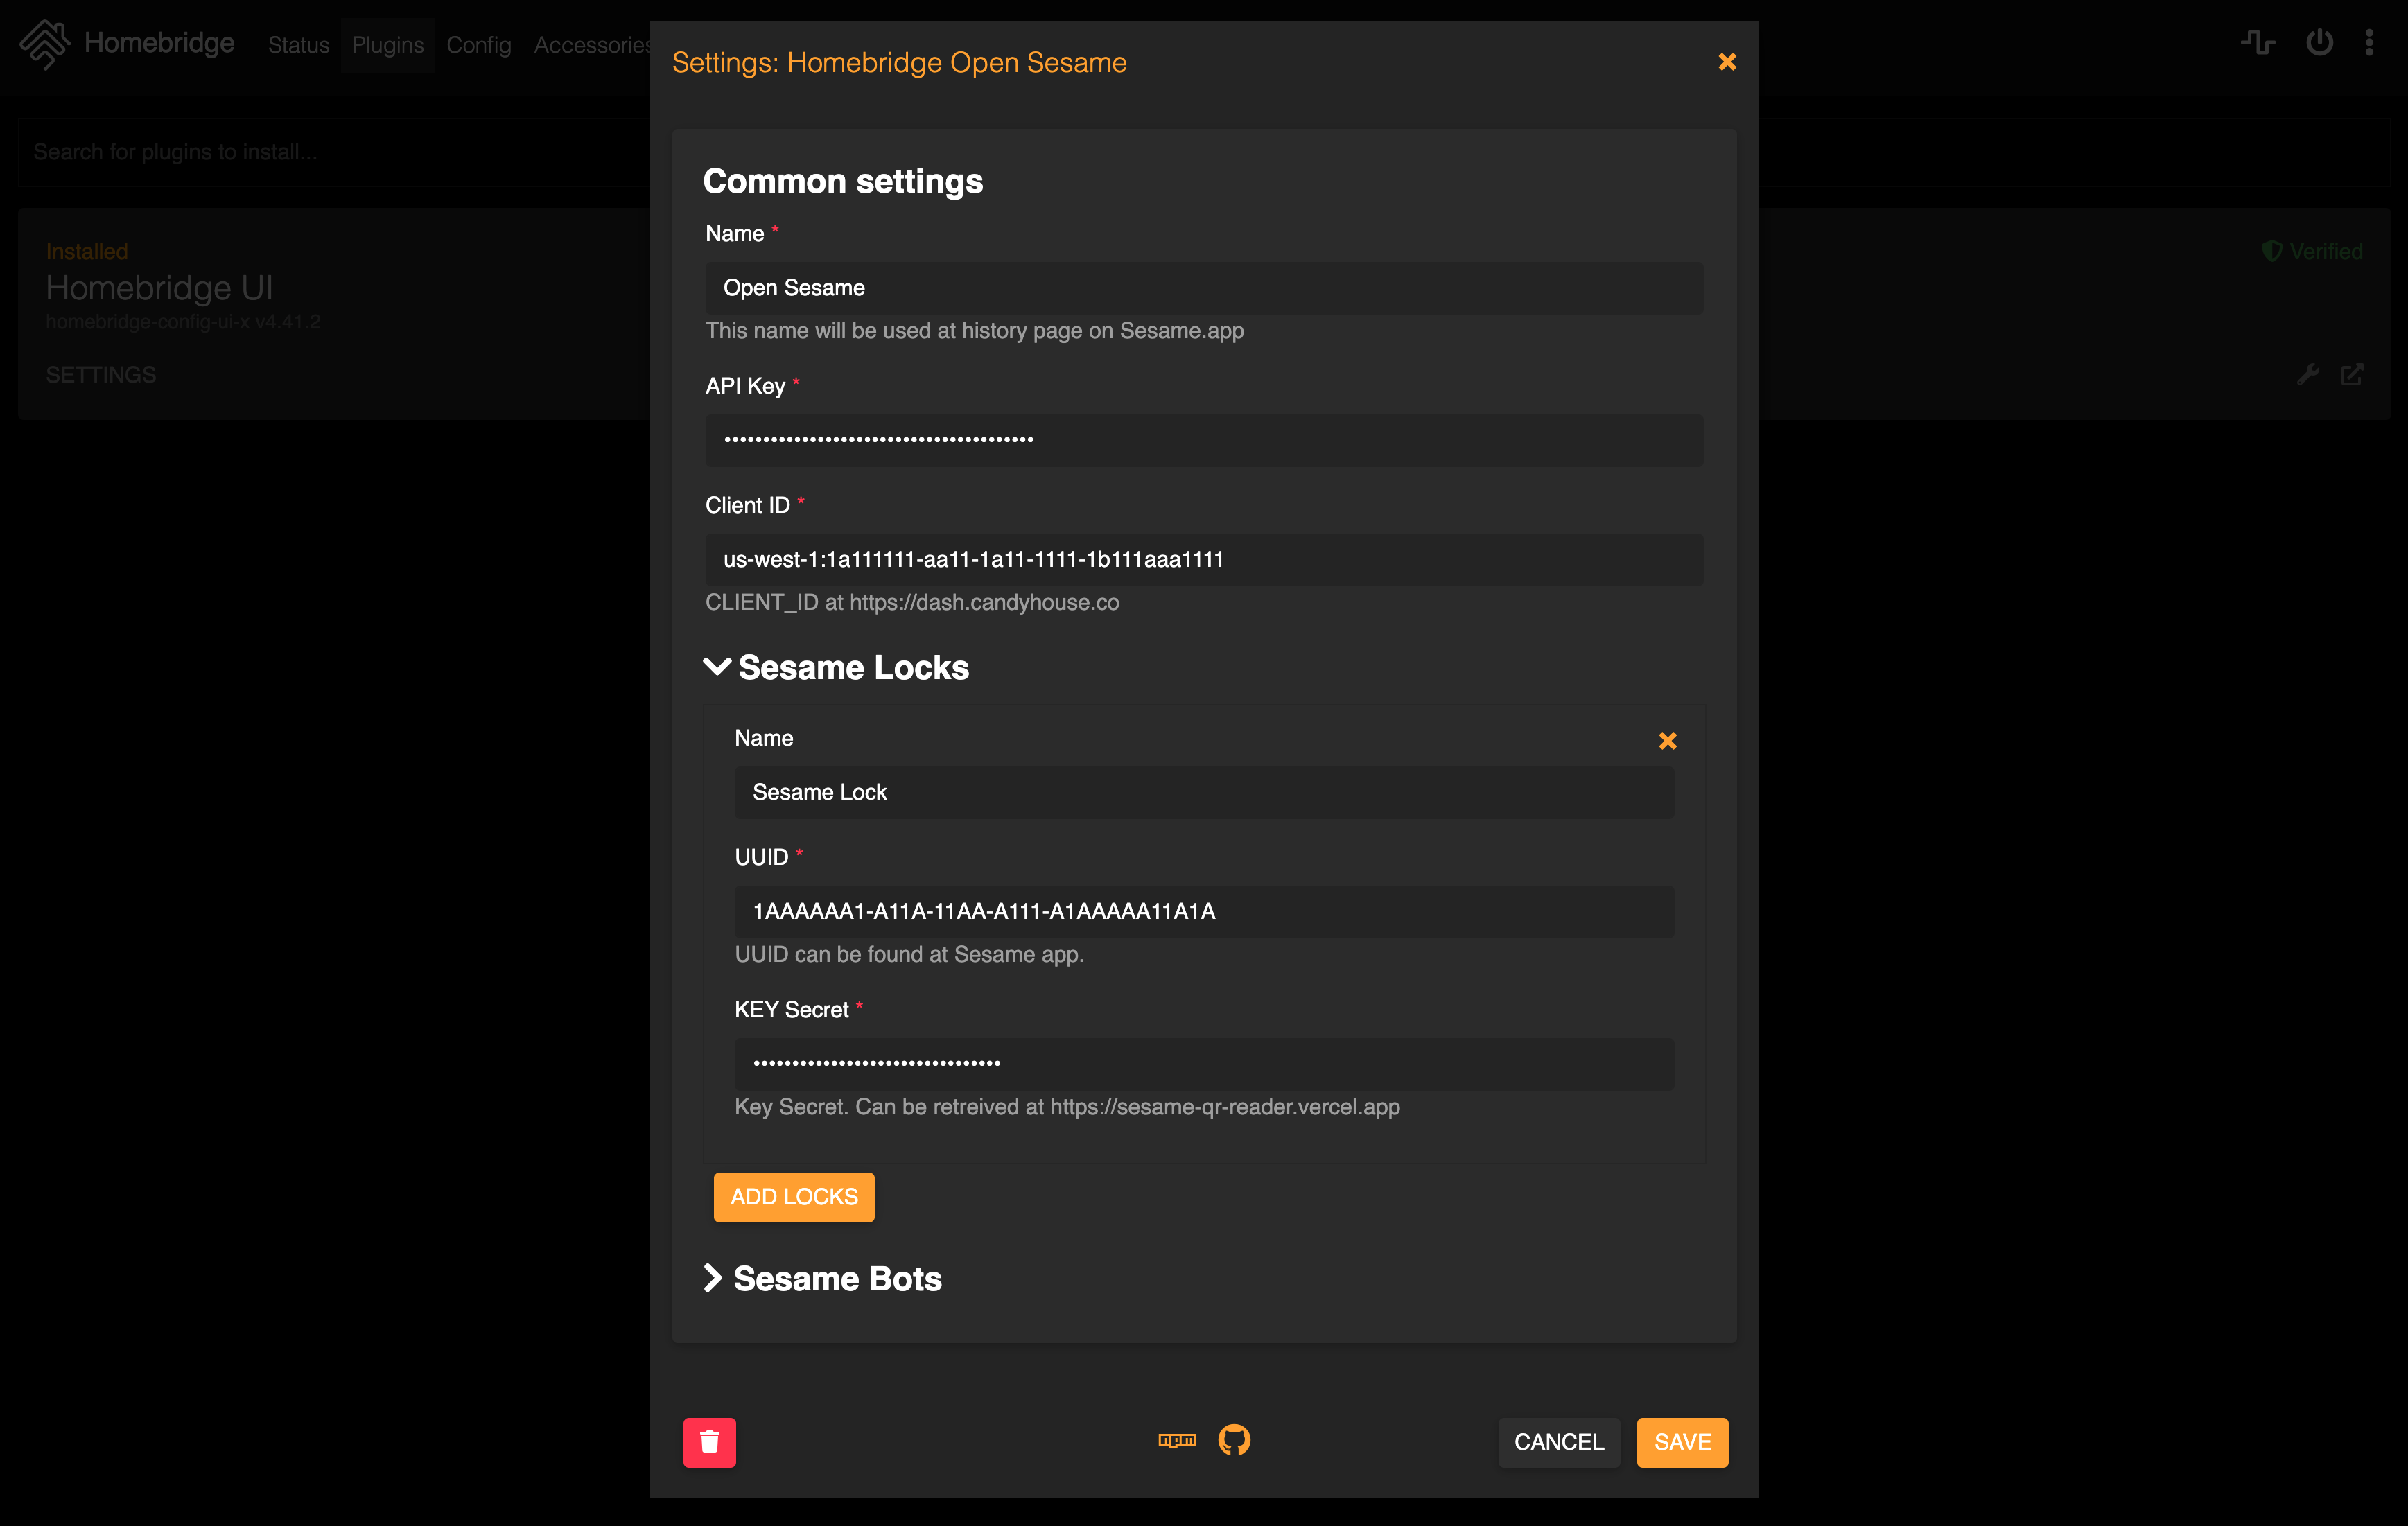 Homebridge
Status
Plugins
Config
Accessories
Settings: Homebridge Open Sesame
Search for plugins to install...
Installed
Homebridge UI
homebridge-config-ui-x v4.41.2
SETTINGS
Verified
Common settings
Name *
Open Sesame
This name will be used at history page on Sesame.app
API Key *
••••••••••••••••••••••••••••••••••••••••
Client ID *
us-west-1:1a111111-aa11-1a11-1111-1b111aaa1111
CLIENT_ID at https://dash.candyhouse.co
Sesame Locks
Name
Sesame Lock
UUID *
1AAAAAA1-A11A-11AA-A111-A1AAAAA11A1A
UUID can be found at Sesame app.
KEY Secret *
••••••••••••••••••••••••••••••••
Key Secret. Can be retreived at https://sesame-qr-reader.vercel.app
ADD LOCKS
Sesame Bots
npm
CANCEL
SAVE